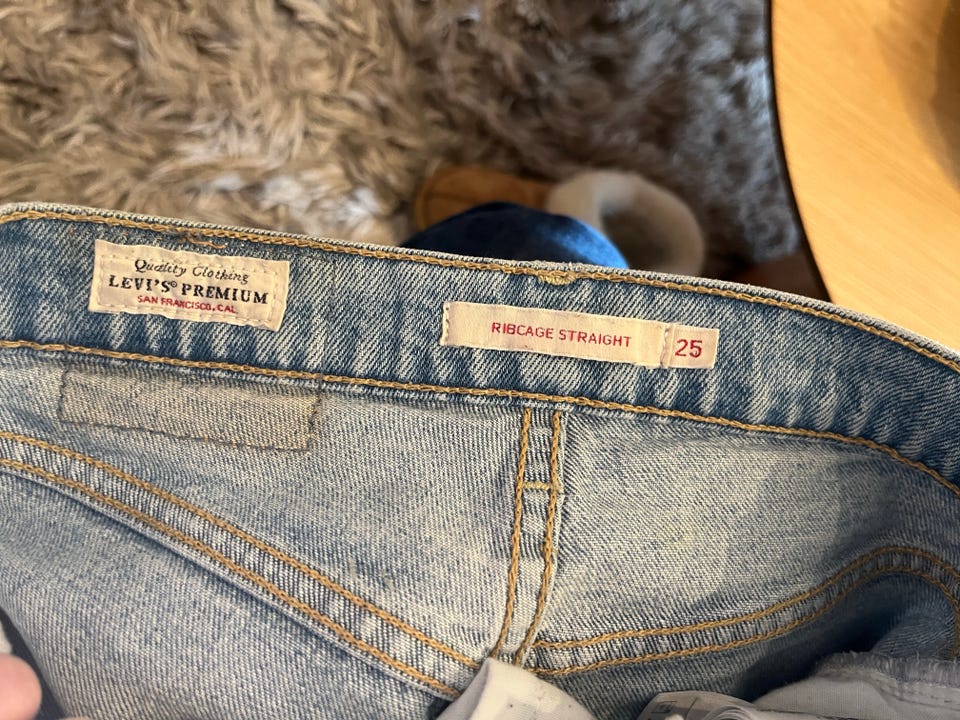 Quality Clothing
LEVI'S® PREMIUM
SAN FRANCISCO, CAL.
RIBCAGE STRAIGHT 25